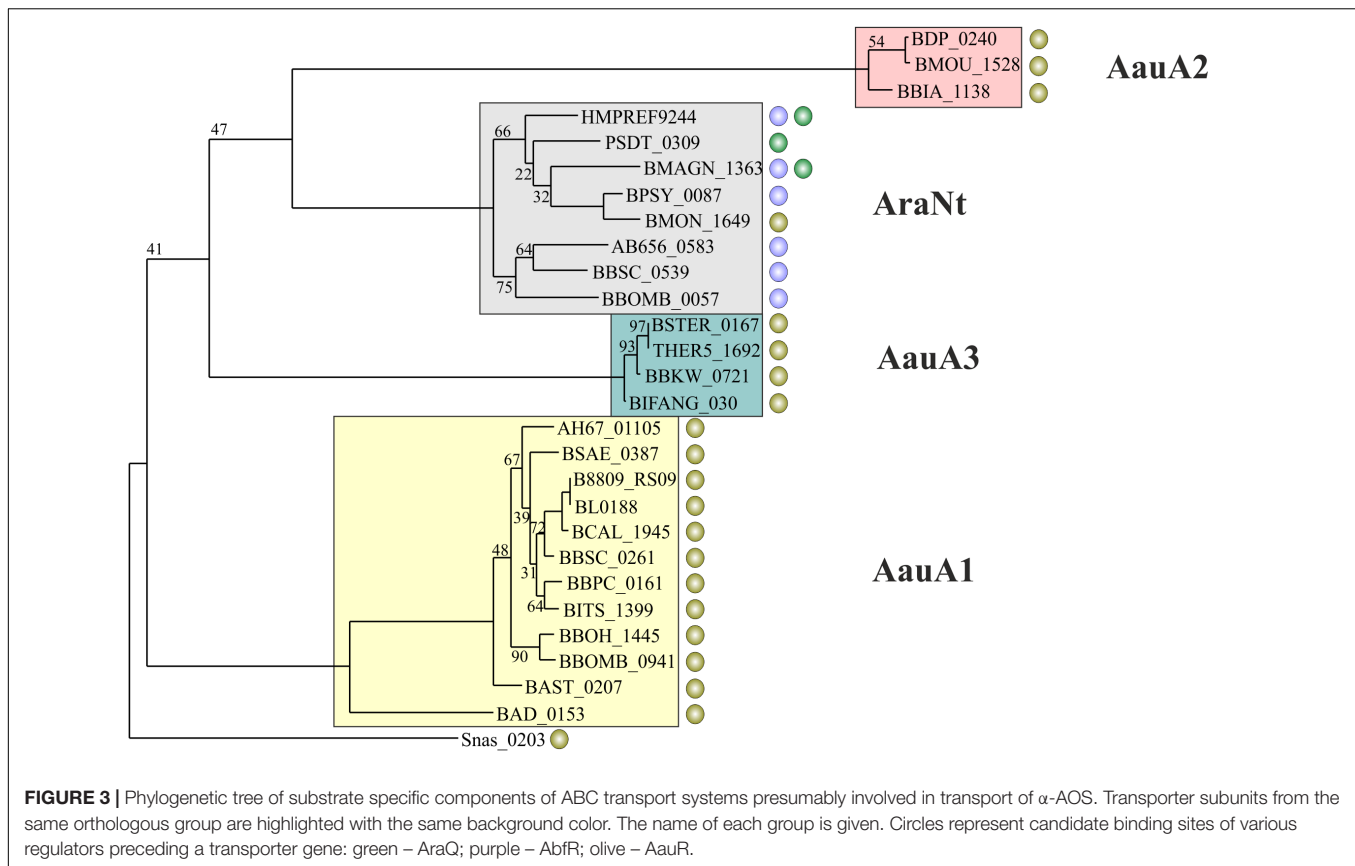 54
BDP_0240
BMOU_1528
BBIA_1138
AauA2
47
66
HMPREF9244
PSDT_0309
22
BMAGN_1363
32
BPSY_0087
BMON_1649
AraNt
41
64
AB656_0583
BBSC_0539
75
BBOMB_0057
97
BSTER_0167
93
THER5_1692
BBKW_0721
BIFANG_030
AauA3
AH67_01105
67
BSAE_0387
B8809_RS09
BL0188
39
72
BCAL_1945
48
BBSC_0261
31
BBPC_0161
64
BITS_1399
AauA1
BBOH_1445
90
BBOMB_0941
BAST_0207
BAD_0153
Snas_0203
FIGURE 3 | Phylogenetic tree of substrate specific components of ABC transport systems presumably involved in transport of α-AOS. Transporter subunits from the
same orthologous group are highlighted with the same background color. The name of each group is given. Circles represent candidate binding sites of various
regulators preceding a transporter gene: green – AraQ; purple – AbfR; olive – AauR.